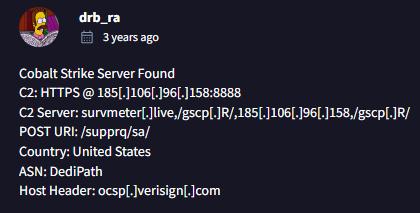 drb_ra
3 years ago
Cobalt Strike Server Found
C2: HTTPS @ 185[.]106[.]96[.]158:8888
C2 Server: survmeter[.]live,/gscp[.]R/,185[.]106[.]96[.]158,/gscp[.]R/
POST URI: /supprq/sa/
Country: United States
ASN: DediPath
Host Header: ocsp[.]verisign[.]com